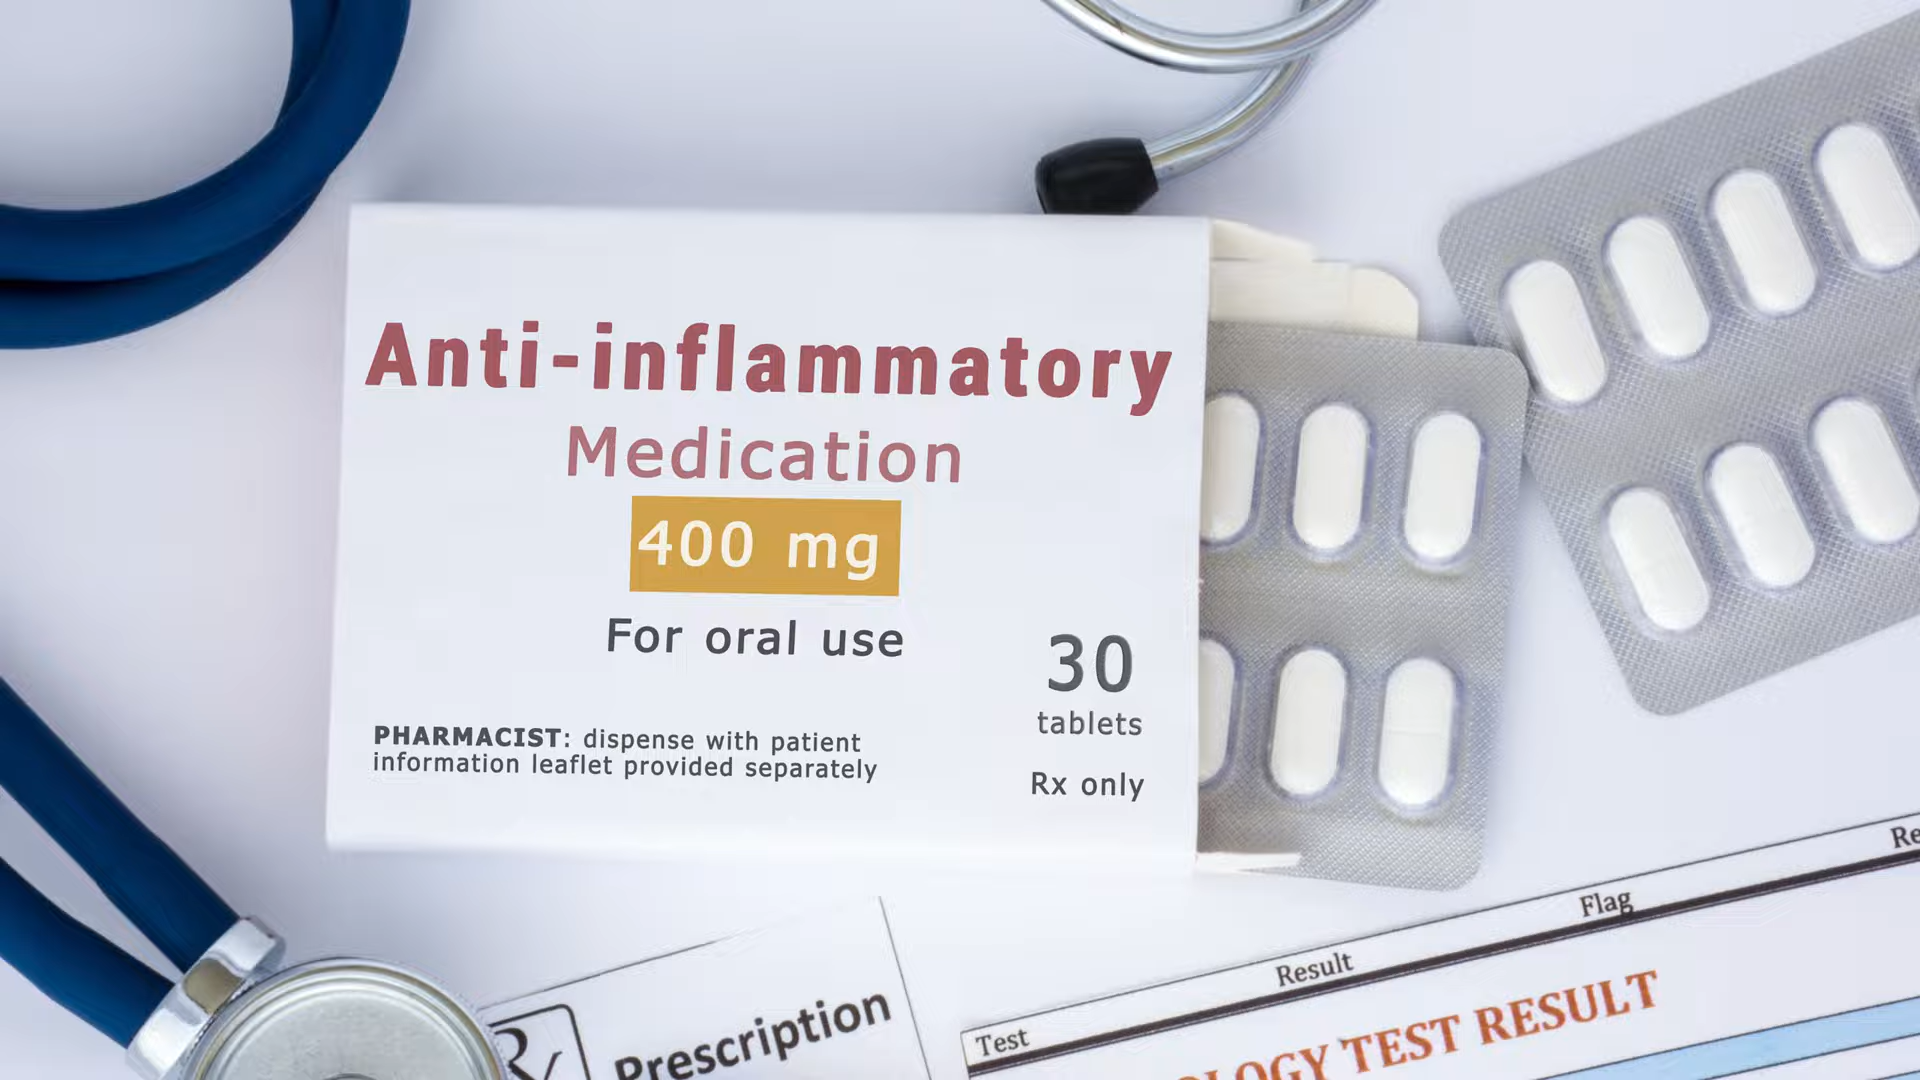 Anti-inflammatory
Medication
400 mg
For oral use
30
tablets
Rx only
PHARMACIST: dispense with patient
information leaflet provided separately
Prescription
Test Result Flag
TEST RESULT